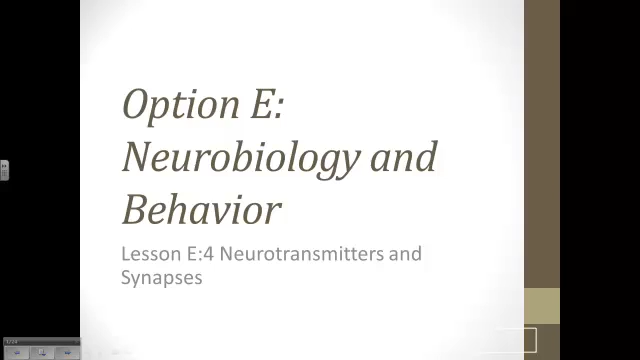 Option E:
Neurobiology and
Behavior
Lesson E:4 Neurotransmitters and
Synapses